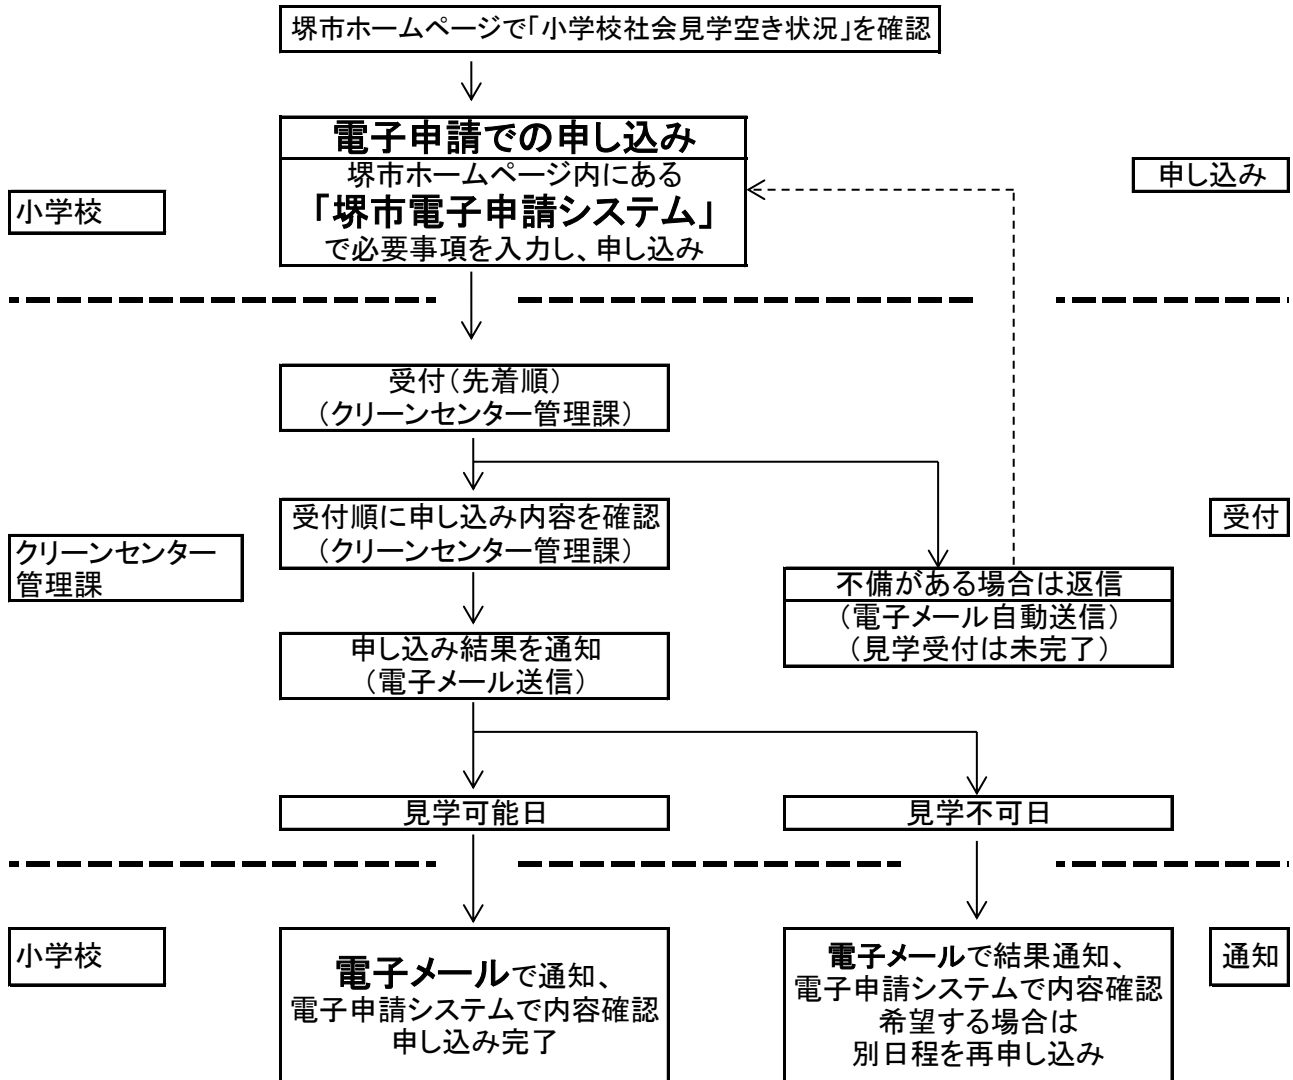 堺市ホームページで「小学校社会見学空き状況」を確認
電子申請での申し込み
堺市ホームページ内にある
「堺市電子申請システム」
で必要事項を入力し、申し込み
小学校
申し込み
受付（先着順）
（クリーンセンター管理課）
受付順に申し込み内容を確認
（クリーンセンター管理課）
クリーンセンター
管理課
受付
不備がある場合は返信
（電子メール自動送信）
（見学受付は未完了）
申し込み結果を通知
（電子メール送信）
見学可能日
見学不可日
小学校
電子メールで通知、
電子申請システムで内容確認
申し込み完了
電子メールで結果通知、
電子申請システムで内容確認
希望する場合は
別日程を再申し込み
通知